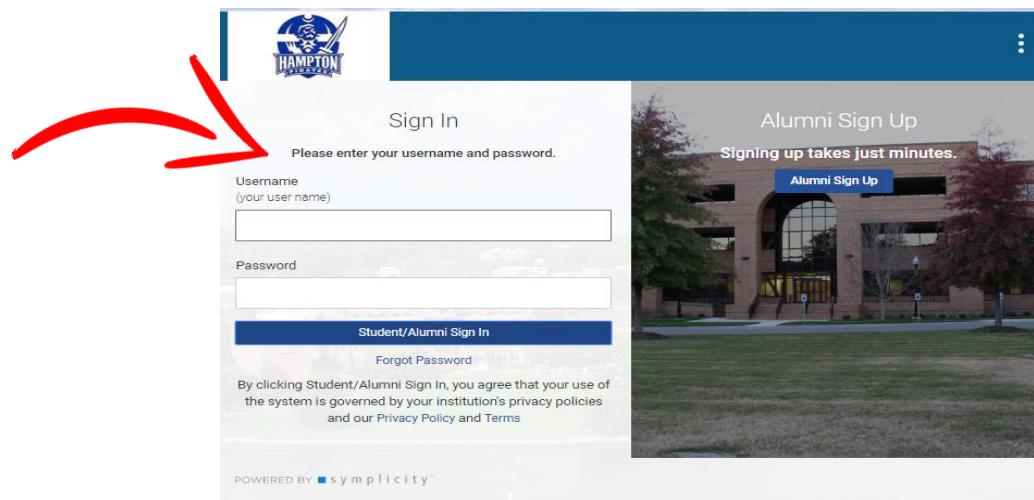 HAMPTON
PIRATES
Sign In
Please enter your username and password.
Username
(your user name)
Password
Student/Alumni Sign In
Forgot Password
By clicking Student/Alumni Sign In, you agree that your use of
the system is governed by your institution's privacy policies
and our Privacy Policy and Terms
POWERED BY symplicity
Alumni Sign Up
Signing up takes just minutes.
Alumni Sign Up